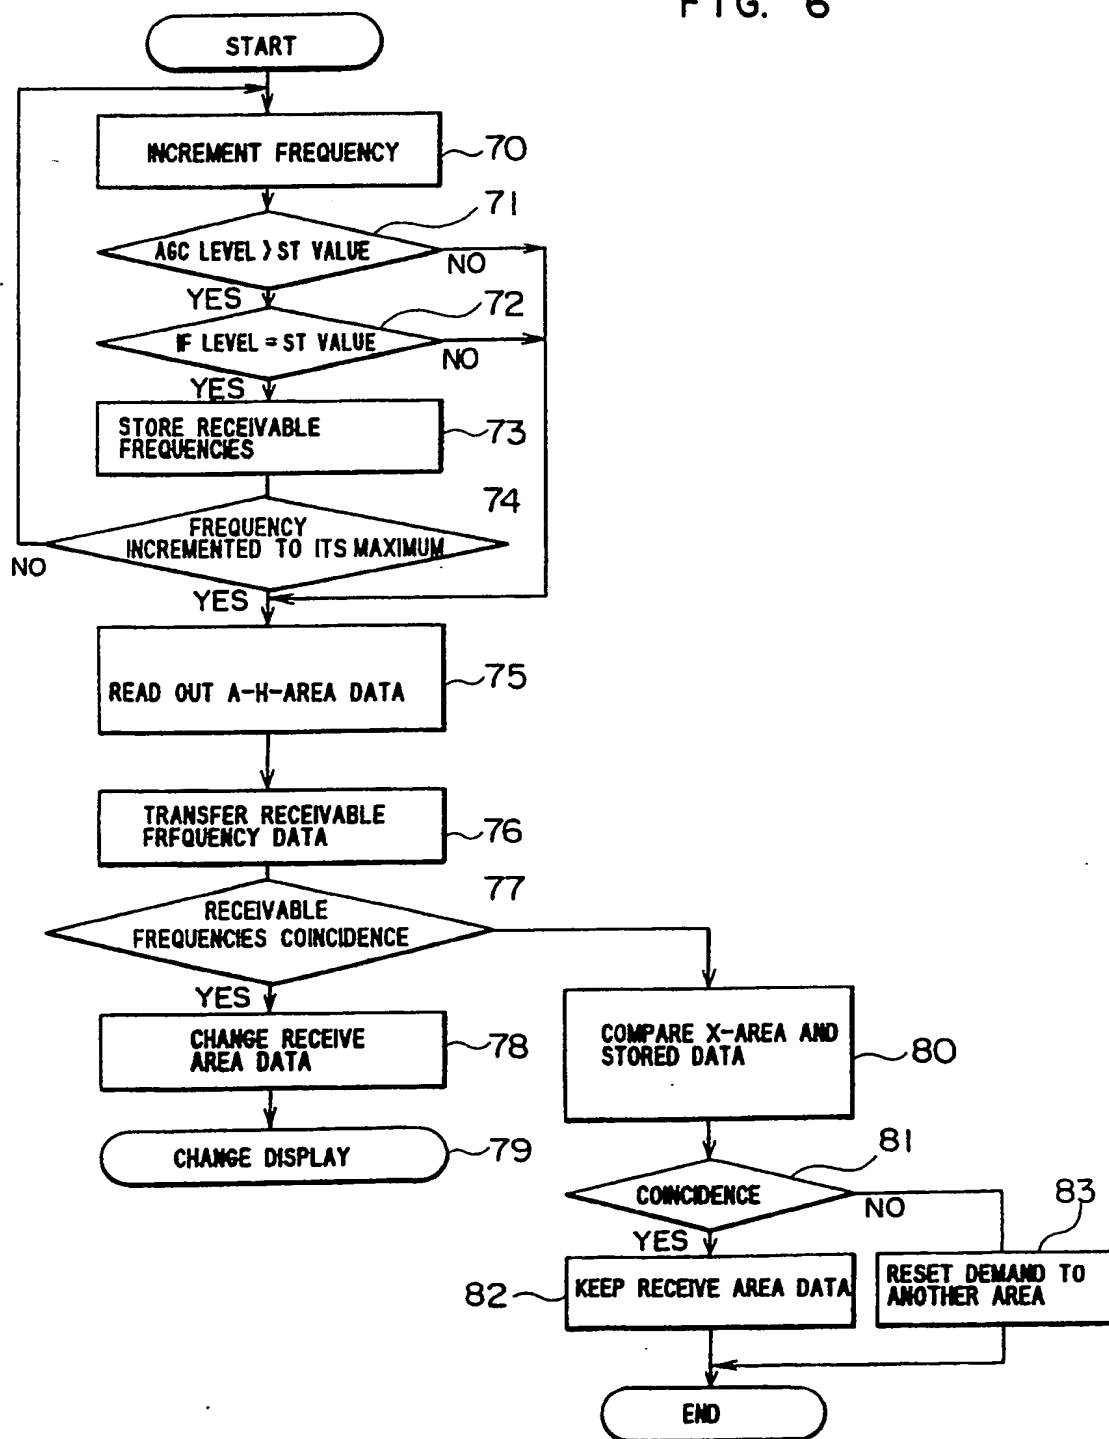 FIG. 6
START
INCREMENT FREQUENCY
70
71
AGC LEVEL > ST VALUE
NO
YES
72
IF LEVEL = ST VALUE
NO
YES
STORE RECEIVABLE
FREQUENCIES
73
74
FREQUENCY
INCREMENTED TO ITS MAXIMUM
NO
YES
READ OUT A-H-AREA DATA
75
TRANSFER RECEIVABLE
FRFQUENCY DATA
76
77
RECEIVABLE
FREQUENCIES COINCIDENCE
YES
CHANGE RECEIVE
AREA DATA
78
CHANGE DISPLAY
79
COMPARE X-AREA AND
STORED DATA
80
81
COINCIDENCE
NO
YES
82
KEEP RECEIVE AREA DATA
83
RESET DEMAND TO
ANOTHER AREA
END